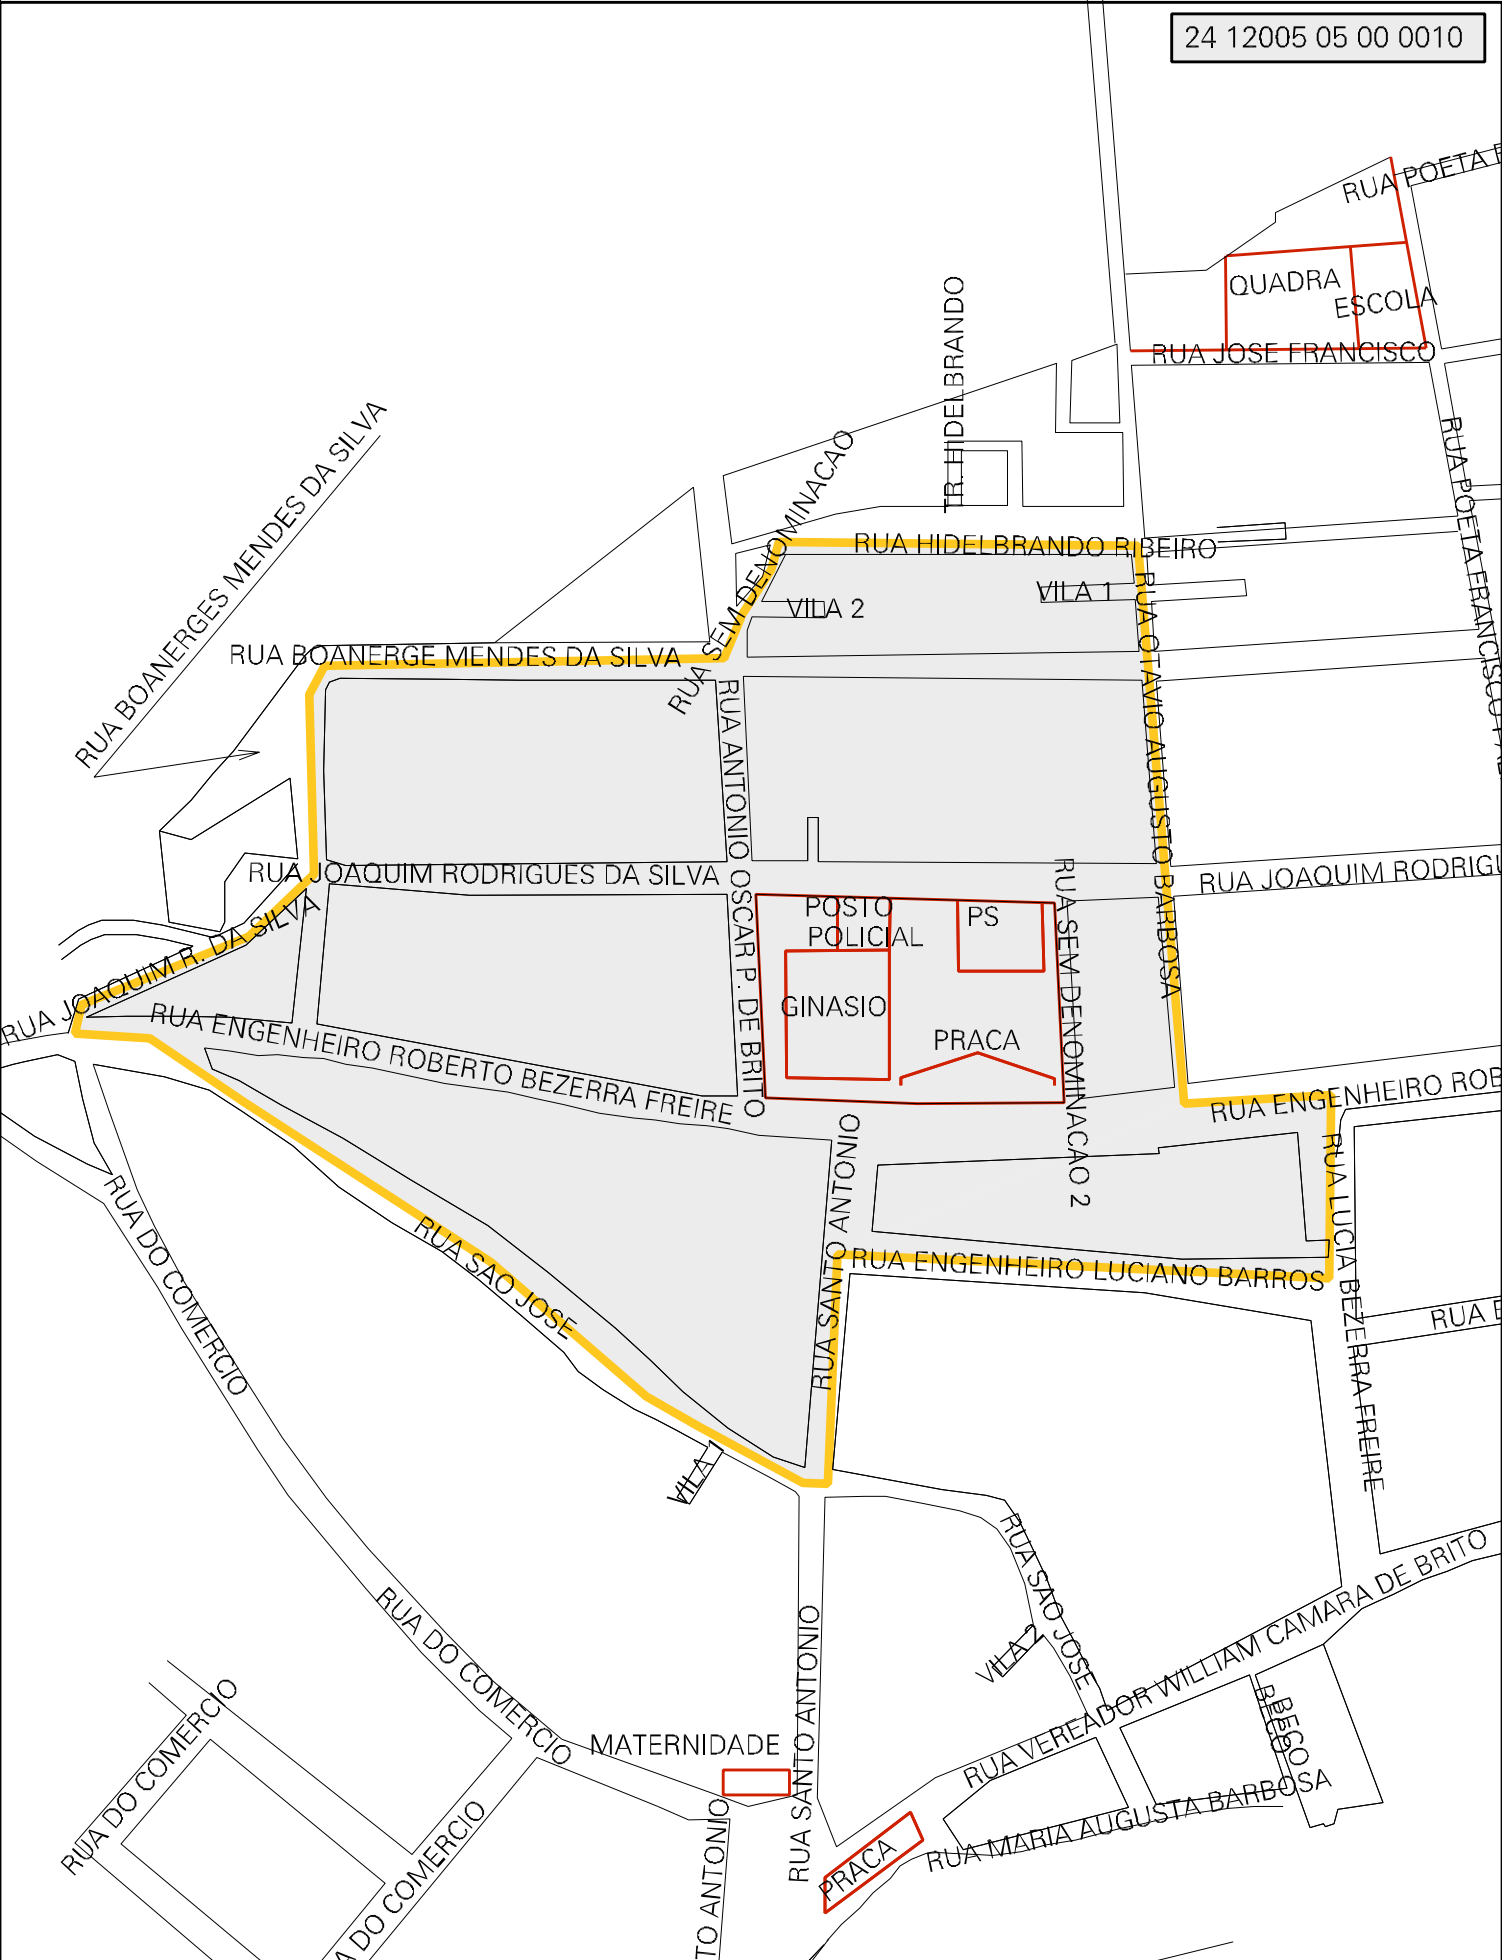 24 12005 05 00 0010
RUA POETA
QUADRA
ESCOLA
RUA JOSE FRANCISCO
TR. HIDELBRANDO
RUA BOANERGES MENDES DA SILVA
RUA SEM DENOMINACAO
RUA HIDELBRANDO RIBEIRO
RUA POETA FRANCISCO
VILA 1
VILA 2
RUA BOANERGE MENDES DA SILVA
RUA OCTAVIO AUGUSTO BARBOSA
RUA ANTONIO OSCAR P. DE BRITO
RUA JOAQUIM RODRIGUES DA SILVA
RUA JOAQUIM RODRIGU
RUA SEM DENOMINACAO 2
POSTO
POLICIAL
PS
RUA JOAQUIM R. DA SILVA
GINASIO
PRACA
RUA ENGENHEIRO ROBERTO BEZERRA FREIRE
RUA ENGENHEIRO ROB
RUA SANTO ANTONIO
RUA LUCIA BEZERRA FREIRE
RUA DO COMERCIO
RUA SAO JOSE
RUA ENGENHEIRO LUCIANO BARROS
RUA E
VILA 1
RUA SAO JOSE
RUA VEREADOR WILLIAM CAMARA DE BRITO
RUA DO COMERCIO
VILA 2
RUA SANTO ANTONIO
RUA DO COMERCIO
MATERNIDADE
BECO
BECO
RUA MARIA AUGUSTA BARBOSA
PRACA
A DO COMERCIO
TO ANTONIO